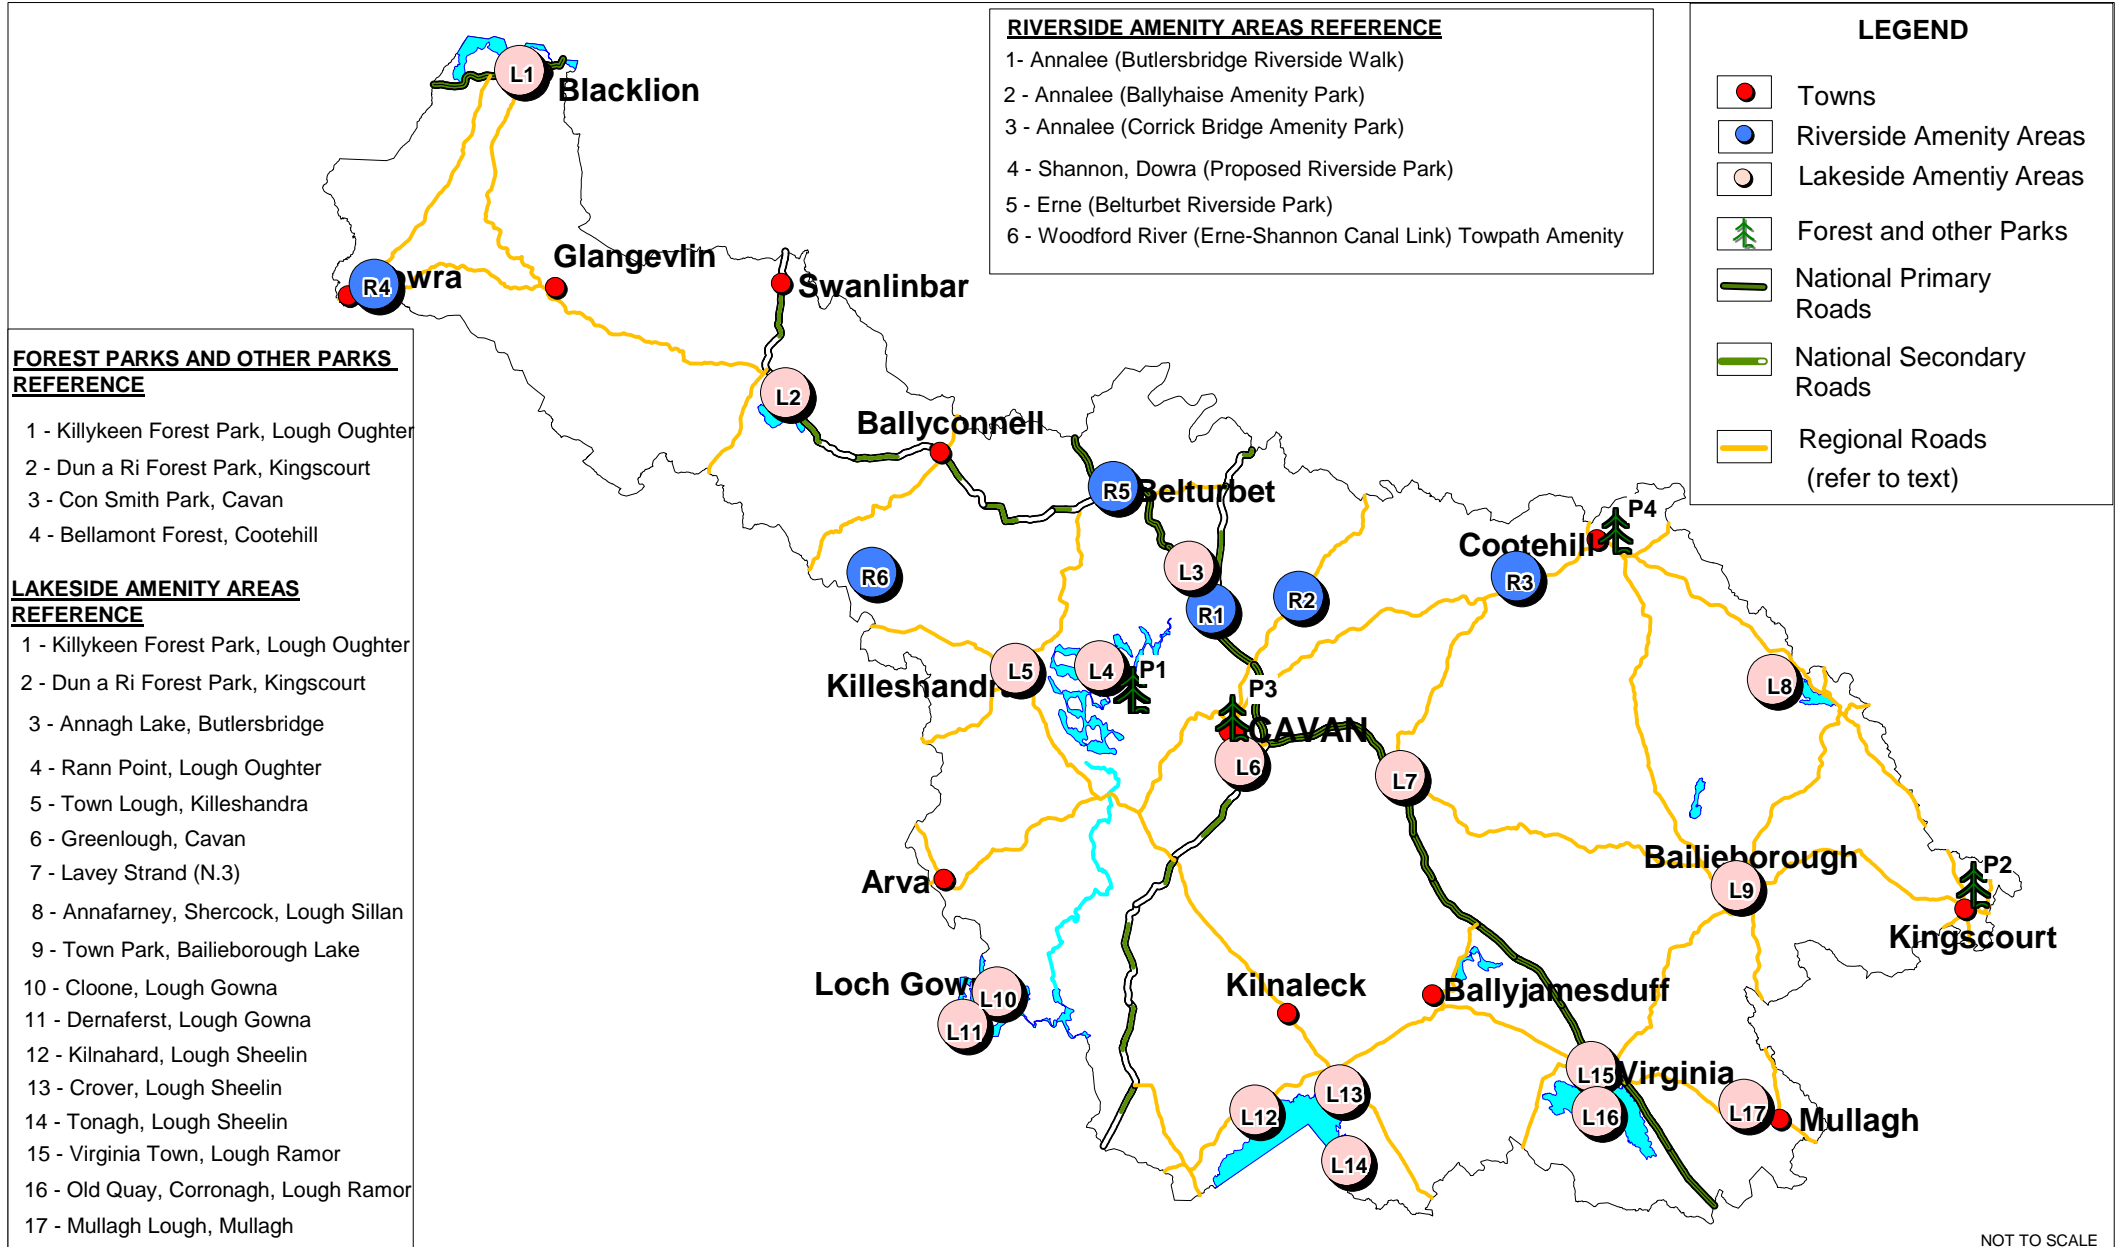 RIVERSIDE AMENITY AREAS REFERENCE
1- Annalee (Butlersbridge Riverside Walk)
2 - Annalee (Ballyhaise Amenity Park)
3 - Annalee (Corrick Bridge Amenity Park)
4 - Shannon, Dowra (Proposed Riverside Park)
5 - Erne (Belturbet Riverside Park)
6 - Woodford River (Erne-Shannon Canal Link) Towpath Amenity
LEGEND
Towns
Riverside Amenity Areas
Lakeside Amentiy Areas
Forest and other Parks
National Primary
Roads
National Secondary
Roads
Regional Roads
(refer to text)
FOREST PARKS AND OTHER PARKS
REFERENCE
1 - Killykeen Forest Park, Lough Oughter
2 - Dun a Ri Forest Park, Kingscourt
3 - Con Smith Park, Cavan
4 - Bellamont Forest, Cootehill
LAKESIDE AMENITY AREAS
REFERENCE
1 - Killykeen Forest Park, Lough Oughter
2 - Dun a Ri Forest Park, Kingscourt
3 - Annagh Lake, Butlersbridge
4 - Rann Point, Lough Oughter
5 - Town Lough, Killeshandra
6 - Greenlough, Cavan
7 - Lavey Strand (N.3)
8 - Annafarney, Shercock, Lough Sillan
9 - Town Park, Bailieborough Lake
10 - Cloone, Lough Gowna
11 - Dernaferst, Lough Gowna
12 - Kilnahard, Lough Sheelin
13 - Crover, Lough Sheelin
14 - Tonagh, Lough Sheelin
15 - Virginia Town, Lough Ramor
16 - Old Quay, Corronagh, Lough Ramor
17 - Mullagh Lough, Mullagh
L1
Blacklion
Glangevlin
R4
owra
Swanlinbar
L2
Ballyconnell
R5
Belturbet
P4
Cootehill
R3
L3
R6
R2
R1
L5
L4
P1
Killeshandra
P3
L8
CAVAN
L6
L7
Bailieborough
P2
Arva
L9
Kingscourt
Loch Gow
L10
L11
Kilnaleck
Ballyjamesduff
L15
Virginia
L13
L12
L16
L17
Mullagh
L14
NOT TO SCALE